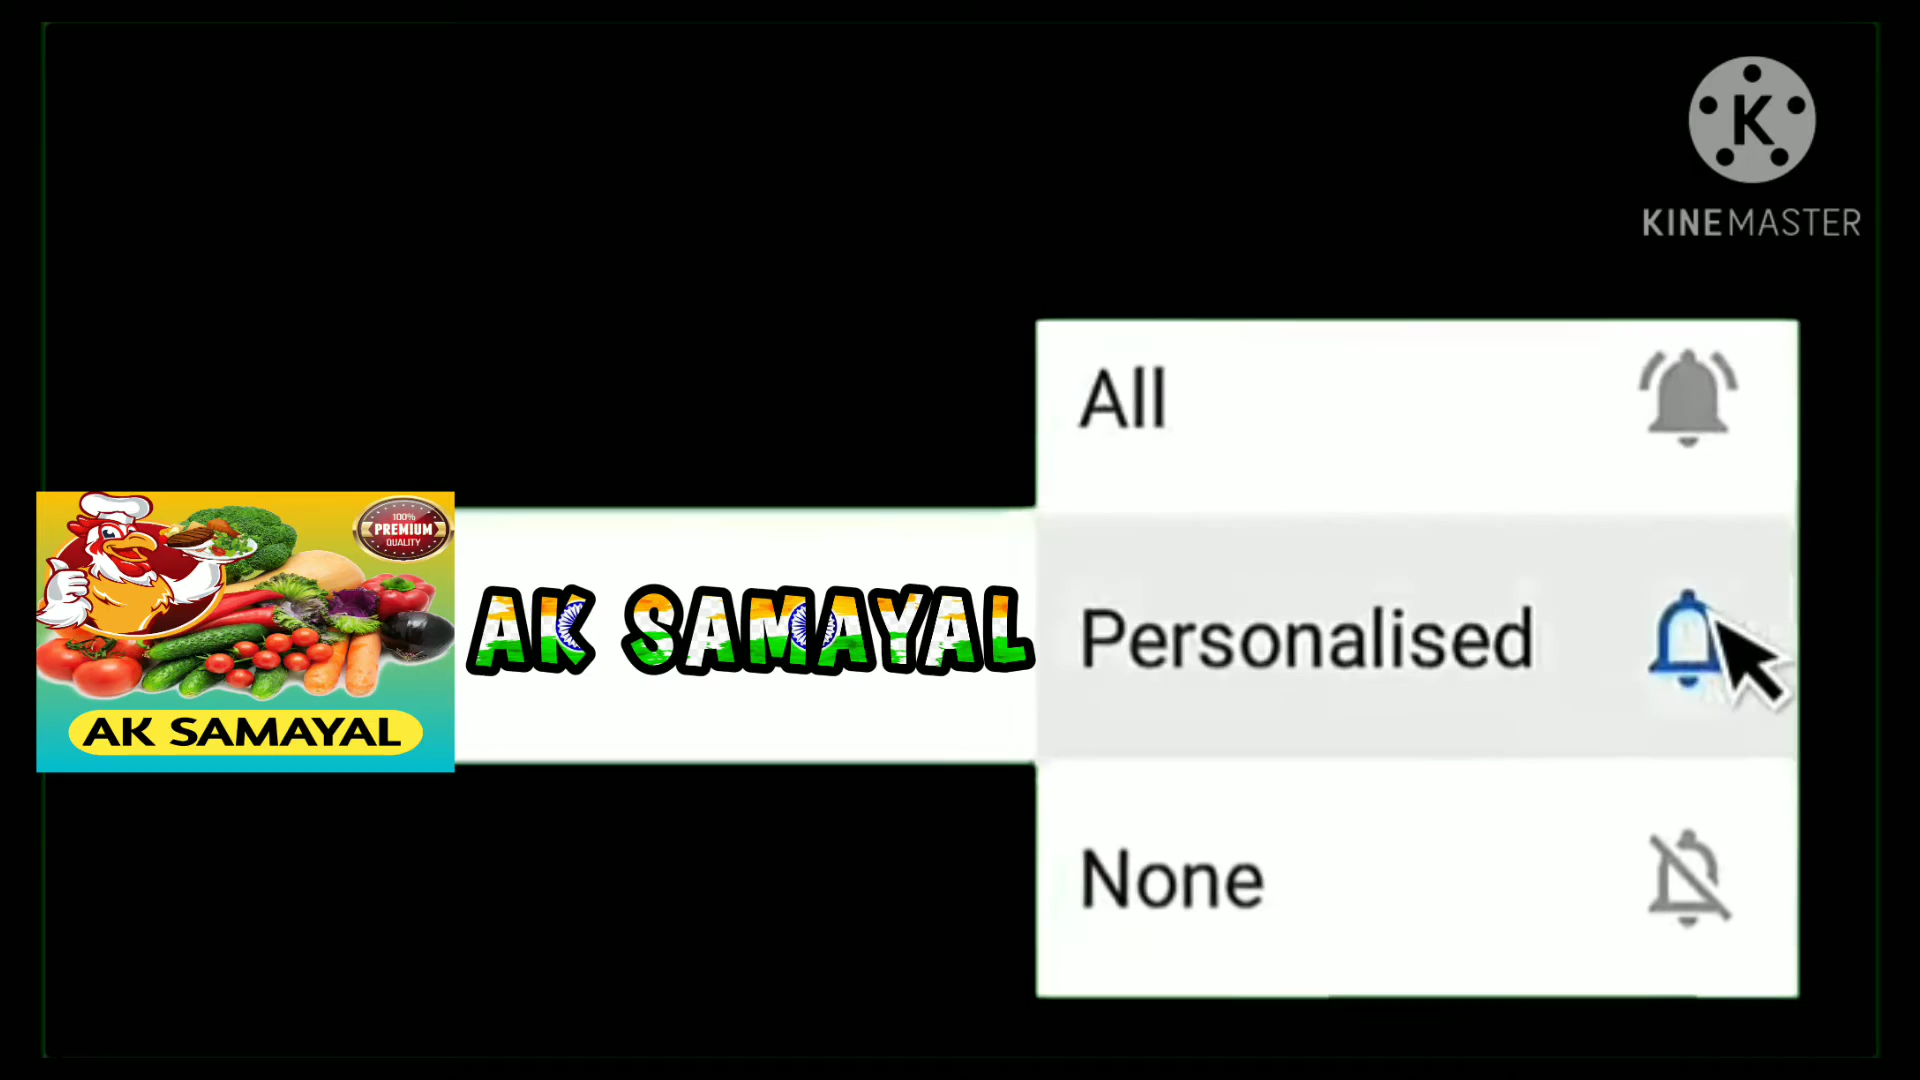 KINEMASTER
All
100%
PREMIUM
QUALITY
AK SAMAYAL
Personalised
AK SAMAYAL
None